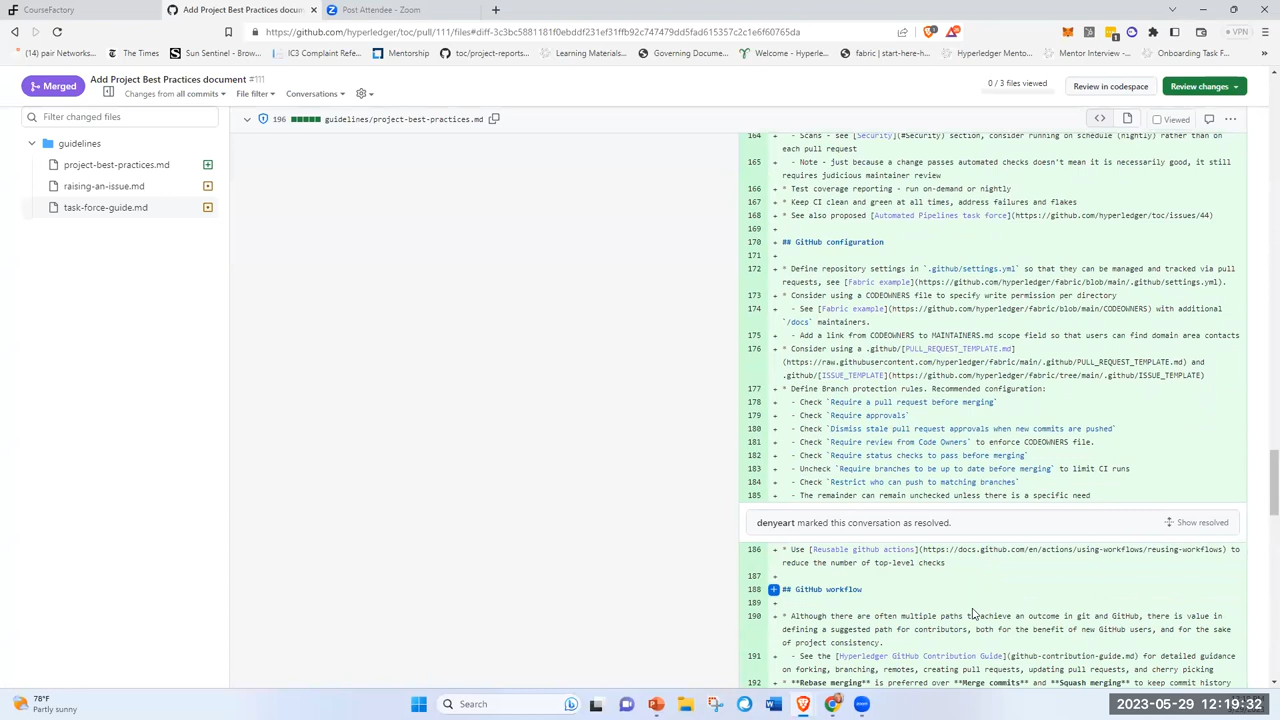 CourseFactory
Add Project Best Practices docum
Post Attendee - Zoom
https://github.com/hyperledger/toc/pull/111/files#diff-3c3bc5881181f0ebddf231ef31ffb92c747479dd5fad615357c2c1e6f60765da
VPN
(14) pair Networ...
The Times
Sun Sentinel - Brow...
IC3 Complaint Refe...
Mentorship
toc/project-reports...
Learning Materials...
Governing Docume...
Welcome - Hyperle...
fabric | start-here-h...
Hyperledger Mento...
Mentor Interview -...
Onboarding Task F...
Merged
Add Project Best Practices document #111
Changes from all commits
File filter
Conversations
0 / 3 files viewed
Review in codespace
Review changes
Filter changed files
196
guidelines/project-best-practices.md
Viewed
guidelines
project-best-practices.md
raising-an-issue.md
task-force-guide.md
164 + - Scans - see [Security](#Security) section, consider running on schedule (nightly) rather than on
each pull request
165 + - Note - just because a change passes automated checks doesn't mean it is necessarily good, it still
requires judicious maintainer review
166 + * Test coverage reporting - run on-demand or nightly
167 + * Keep CI clean and green at all times, address failures and flakes
168 + * See also proposed [Automated Pipelines task force](https://github.com/hyperledger/toc/issues/44)
169 +
170 + ## GitHub configuration
171 +
172 + * Define repository settings in `.github/settings.yml` so that they can be managed and tracked via pull
requests, see [Fabric example](https://github.com/hyperledger/fabric/blob/main/.github/settings.yml).
173 + * Consider using a CODEOWNERS file to specify write permission per directory
174 + - See [Fabric example](https://github.com/hyperledger/fabric/blob/main/CODEOWNERS) with additional
`/docs` maintainers.
175 + - Add a link from CODEOWNERS to MAINTAINERS.md scope field so that users can find domain area contacts
176 + * Consider using a .github/[PULL_REQUEST_TEMPLATE.md]
(https://raw.githubusercontent.com/hyperledger/fabric/main/.github/PULL_REQUEST_TEMPLATE.md) and
.github/[ISSUE_TEMPLATE](https://github.com/hyperledger/fabric/tree/main/.github/ISSUE_TEMPLATE)
177 + * Define Branch protection rules. Recommended configuration:
178 + - Check `Require a pull request before merging`
179 + - Check `Require approvals`
180 + - Check `Dismiss stale pull request approvals when new commits are pushed`
181 + - Check `Require review from Code Owners` to enforce CODEOWNERS file.
182 + - Check `Require status checks to pass before merging`
183 + - Uncheck `Require branches to be up to date before merging` to limit CI runs
184 + - Check `Restrict who can push to matching branches`
185 + - The remainder can remain unchecked unless there is a specific need
denyeart marked this conversation as resolved.
Show resolved
186 + * Use [Reusable github actions](https://docs.github.com/en/actions/using-workflows/reusing-workflows) to
reduce the number of top-level checks
187 +
188 + ## GitHub workflow
189 +
190 + * Although there are often multiple paths to achieve an outcome in git and GitHub, there is value in
defining a suggested path for contributors, both for the benefit of new GitHub users, and for the sake
of project consistency.
191 + - See the [Hyperledger GitHub Contribution Guide](github-contribution-guide.md) for detailed guidance
on forking, branching, remotes, creating pull requests, updating pull requests, and cherry picking
192 + * **Rebase merging** is preferred over **Merge commits** and **Squash merging** to keep commit history
78°F
Partly sunny
Search
2023-05-29 12:19:32